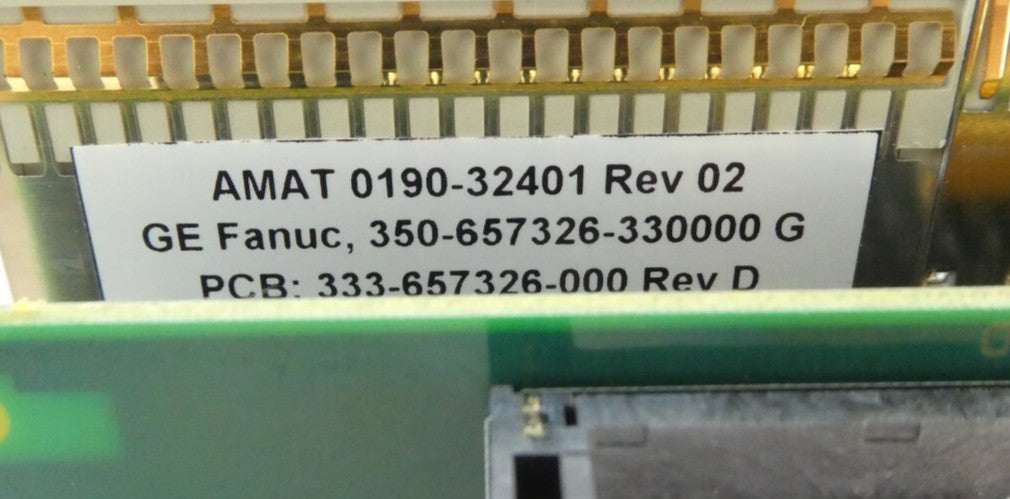 AMAT 0190-32401 Rev 02
GE Fanuc, 350-657326-330000 G
PCB: 333-657326-000 Rev D